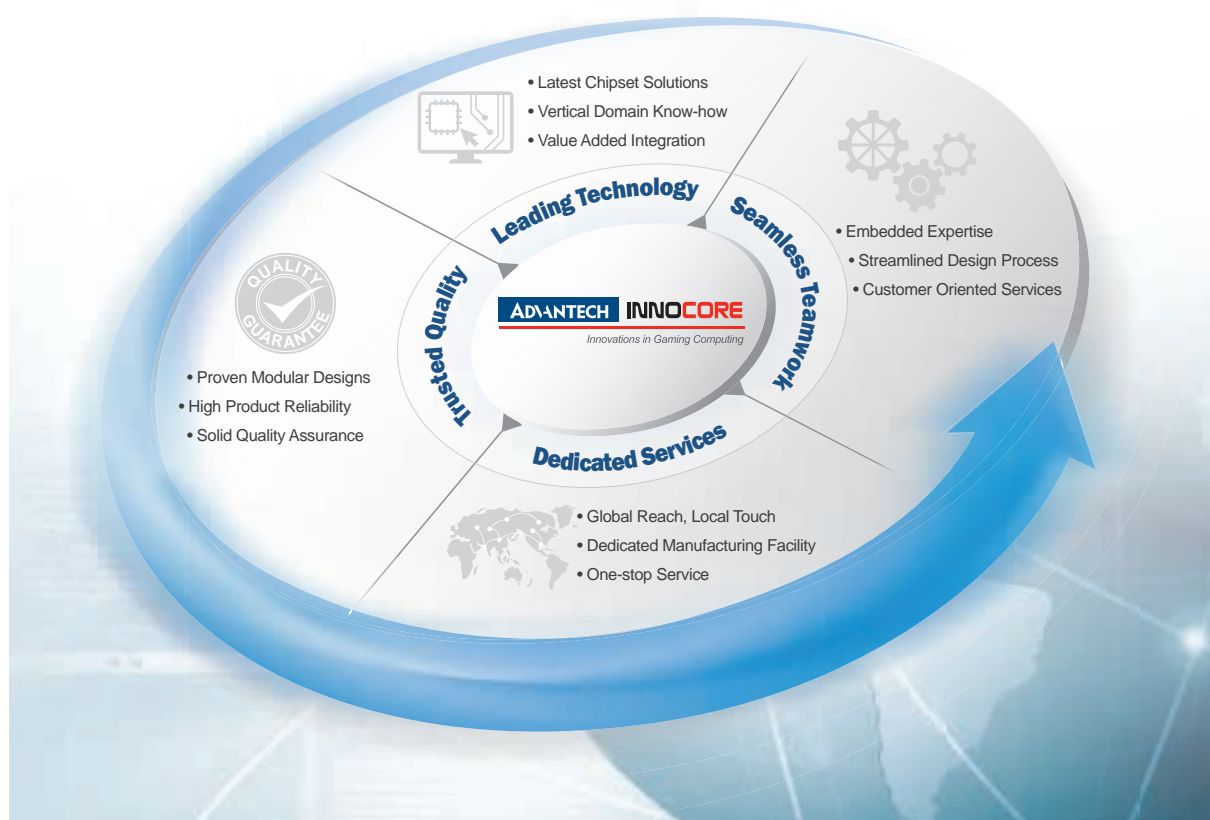 • Latest Chipset Solutions
• Vertical Domain Know-how
• Value Added Integration
Leading Technology
Seamless Teamwork
• Embedded Expertise
• Streamlined Design Process
• Customer Oriented Services
QUALITY
GUARANTEE
Trusted Quality
• Proven Modular Designs
• High Product Reliability
• Solid Quality Assurance
ADVANTECH INNOCORE
Innovations in Gaming Computing
Dedicated Services
• Global Reach, Local Touch
• Dedicated Manufacturing Facility
• One-stop Service